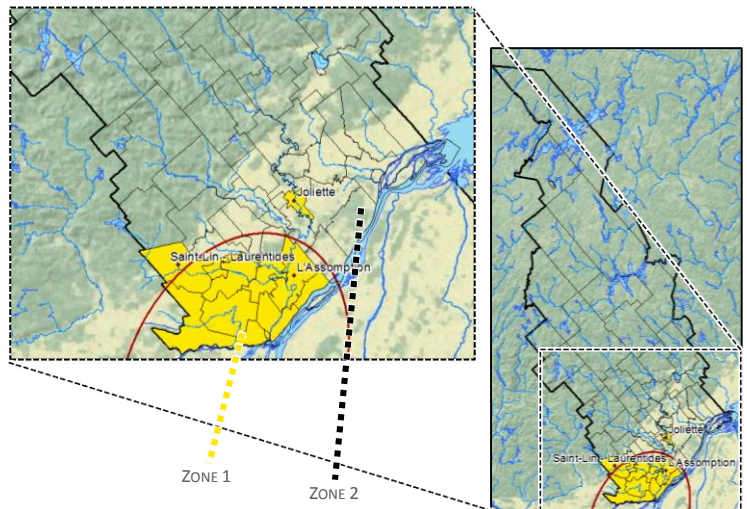 Joliette
Saint-Lin--Laurentides
L'Assomption
Joliette
Saint-Lin--Laurentides
L'Assomption
ZONE 1
ZONE 2